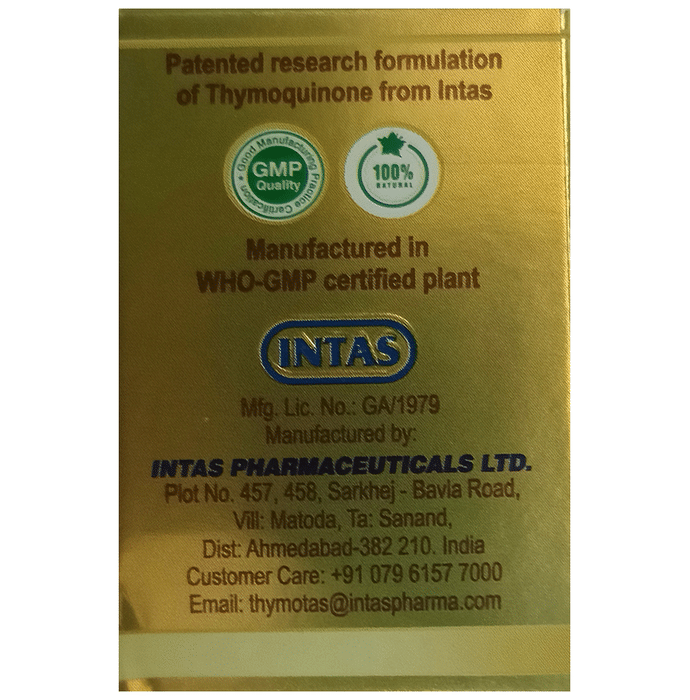 Patented research formulation
of Thymoquinone from Intas
Good Manufacturing Practice Certification
GMP
Quality
100%
NATURAL
Manufactured in
WHO-GMP certified plant
INTAS
Mfg. Lic. No.: GA/1979
Manufactured by:
INTAS PHARMACEUTICALS LTD.
Plot No. 457, 458, Sarkhej - Bavla Road,
Vill: Matoda, Ta: Sanand,
Dist: Ahmedabad-382 210. India
Customer Care: +91 079 6157 7000
Email: thymotas@intaspharma.com